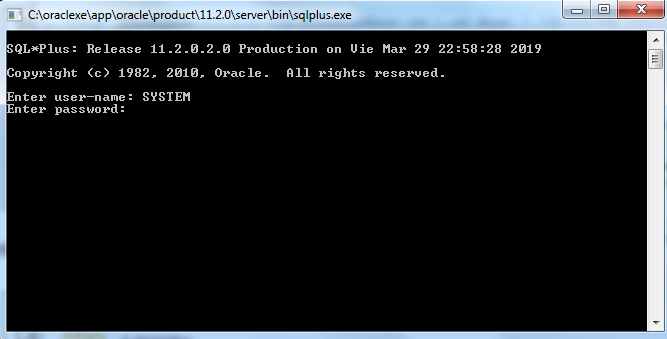 C:\oraclexe\app\oracle\product\11.2.0\server\bin\sqlplus.exe
SQL*Plus: Release 11.2.0.2.0 Production on Vie Mar 29 22:58:28 2019
Copyright (c) 1982, 2010, Oracle.  All rights reserved.
Enter user-name: SYSTEM
Enter password: